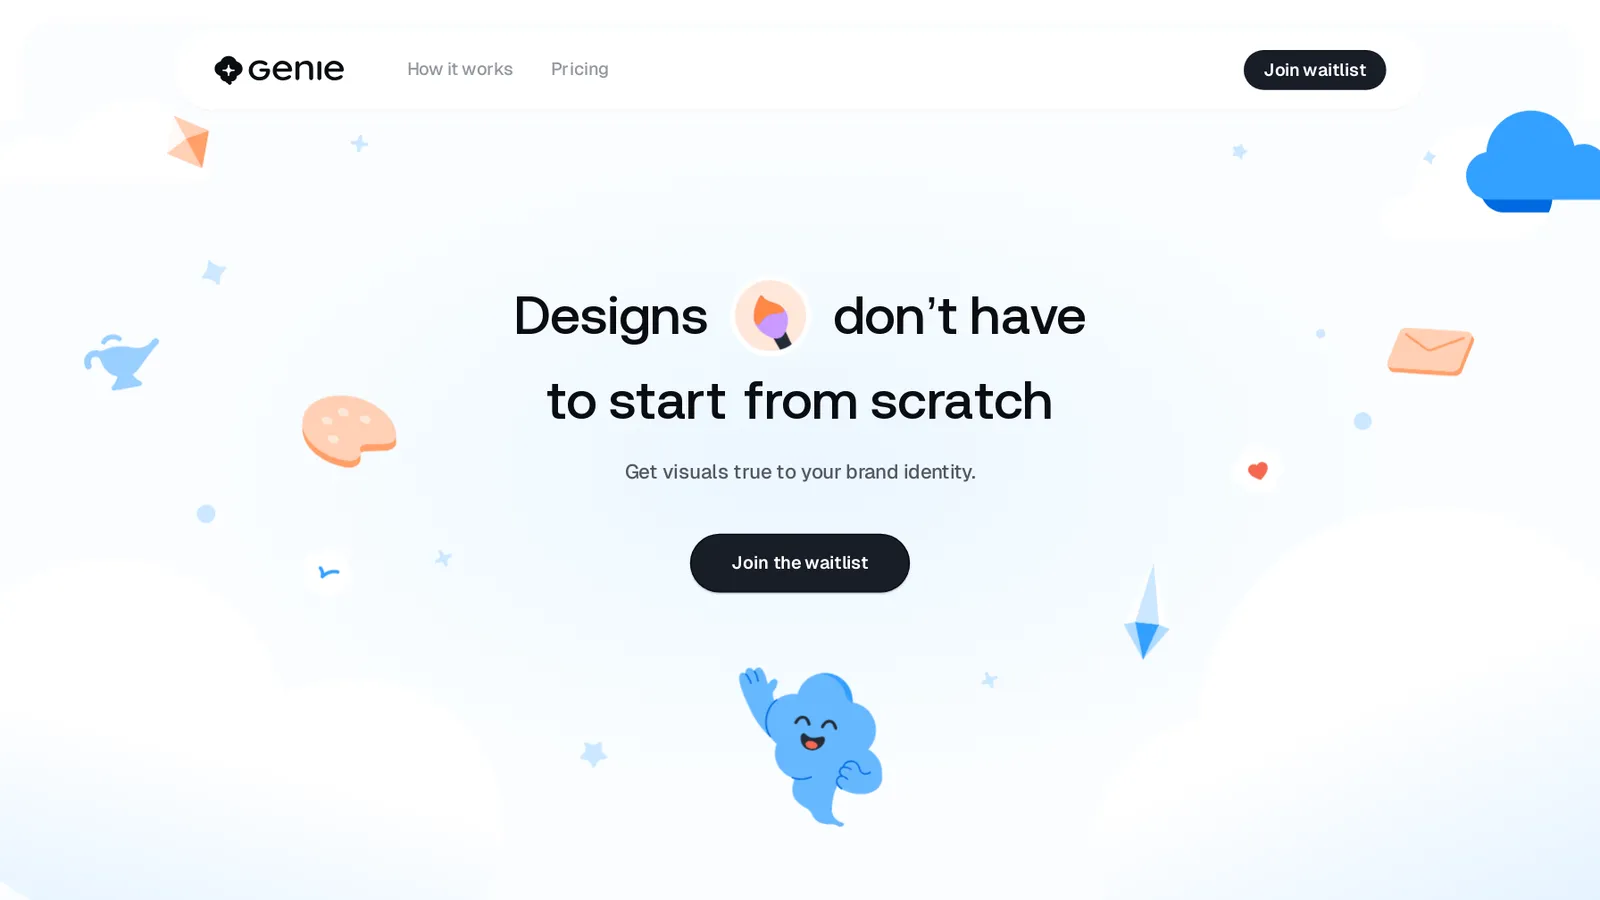 GENIE
How it works
Pricing
Join waitlist
Designs don’t have
to start from scratch
Get visuals true to your brand identity.
Join the waitlist